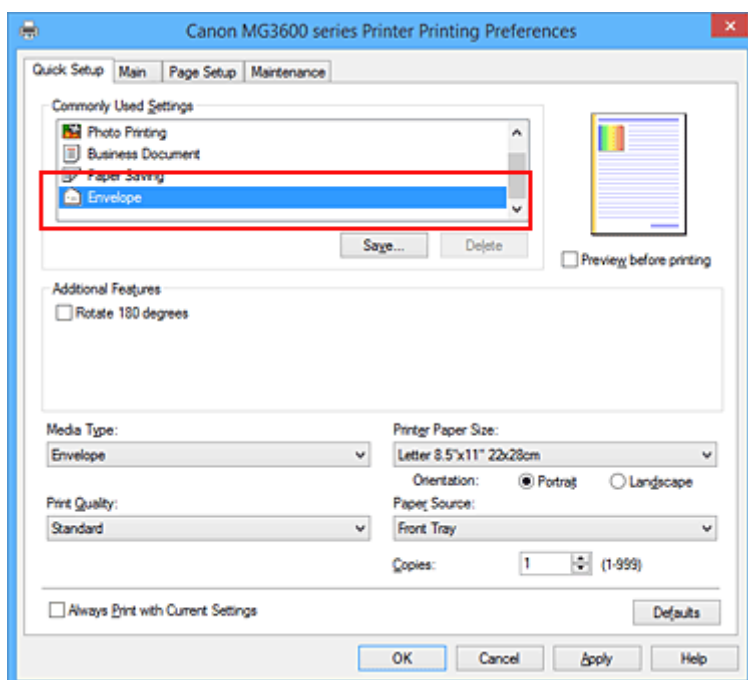 Canon MG3600 series Printer Printing Preferences
Quick Setup Main Page Setup Maintenance
Commonly Used Settings
Photo Printing
Business Document
Paper Saving
Envelope
Save... Delete
Preview before printing
Additional Features
Rotate 180 degrees
Media Type:
Envelope
Printer Paper Size:
Letter 8.5"x11" 22x28cm
Orientation: Portrait Landscape
Print Quality:
Standard
Paper Source:
Front Tray
Copies: 1 (1-999)
Always Print with Current Settings
Defaults
OK Cancel Apply Help